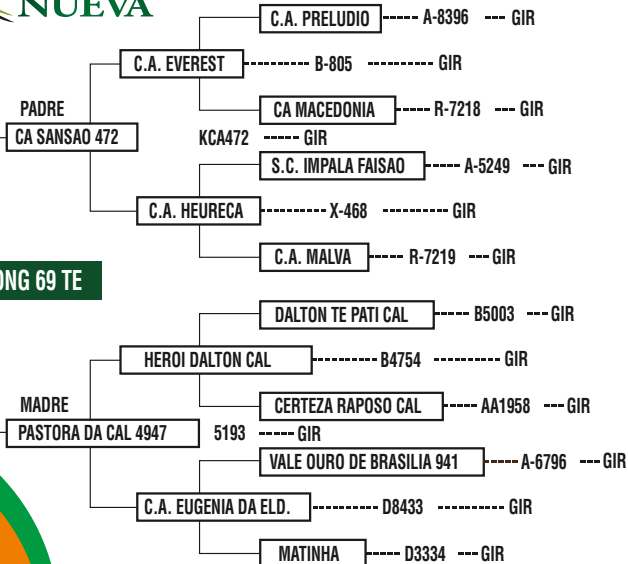 NUEVA
C.A. PRELUDIO ----- A-8396 --- GIR
C.A. EVEREST ---------- B-805 ---------- GIR
PADRE
CA MACEDONIA ----- R-7218 --- GIR
CA SANSAO 472 KCA472 ----- GIR
S.C. IMPALA FAISAO ----- A-5249 --- GIR
C.A. HEURECA ---------- X-468 ---------- GIR
C.A. MALVA ----- R-7219 --- GIR
ONG 69 TE
DALTON TE PATI CAL ----- B5003 --- GIR
HEROI DALTON CAL ---------- B4754 ---------- GIR
MADRE
CERTEZA RAPOSO CAL ----- AA1958 --- GIR
PASTORA DA CAL 4947 5193 ----- GIR
VALE OURO DE BRASILIA 941 ----- A-6796 --- GIR
C.A. EUGENIA DA ELD. ---------- D8433 ---------- GIR
MATINHA ----- D3334 --- GIR